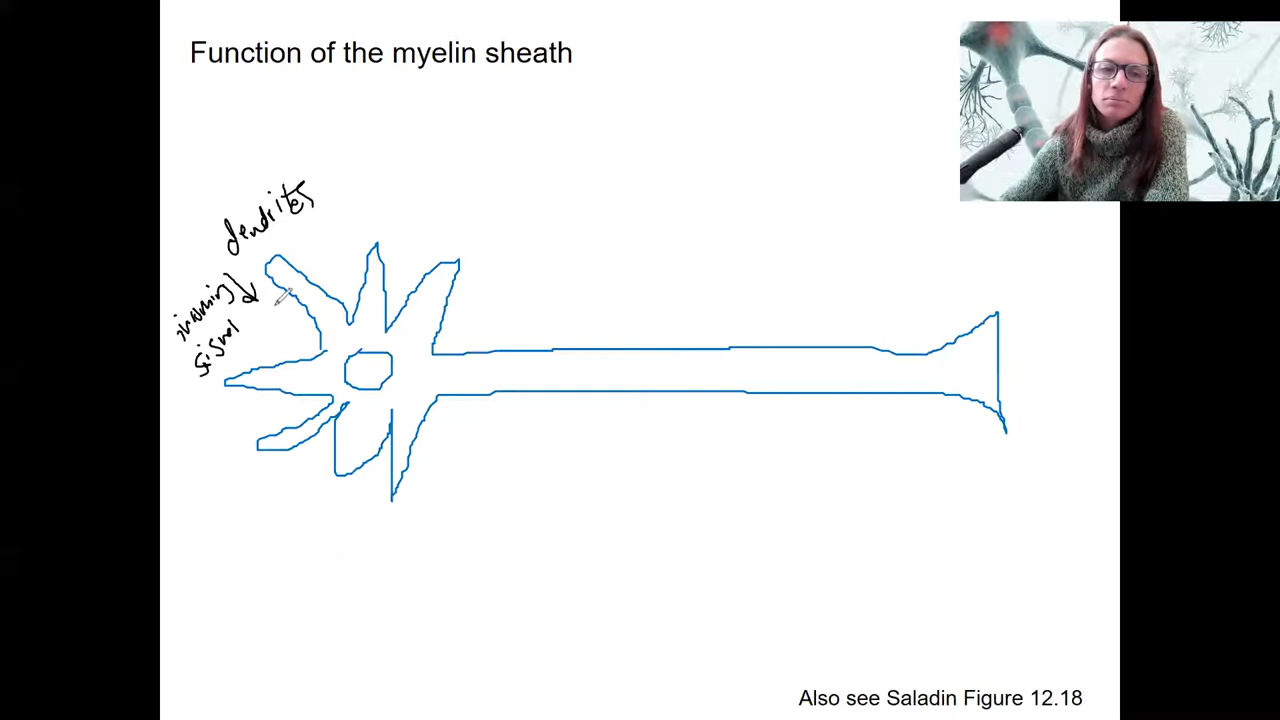 Function of the myelin sheath
dendrites
incoming
signal
Also see Saladin Figure 12.18